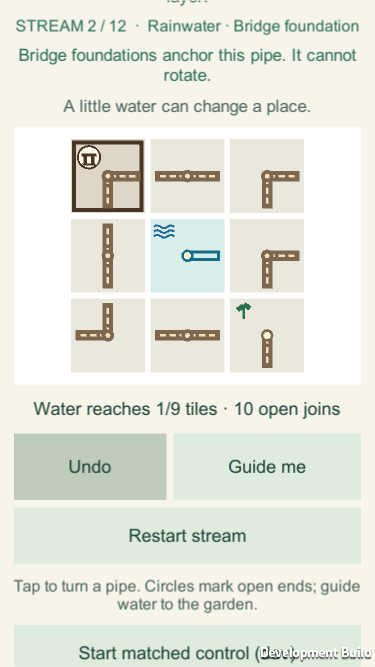 layer.
STREAM 2 / 12 · Rainwater · Bridge foundation
Bridge foundations anchor this pipe. It cannot
rotate.
A little water can change a place.
Water reaches 1/9 tiles · 10 open joins
Undo
Guide me
Restart stream
Tap to turn a pipe. Circles mark open ends; guide
water to the garden.
Start matched control (
Development Build